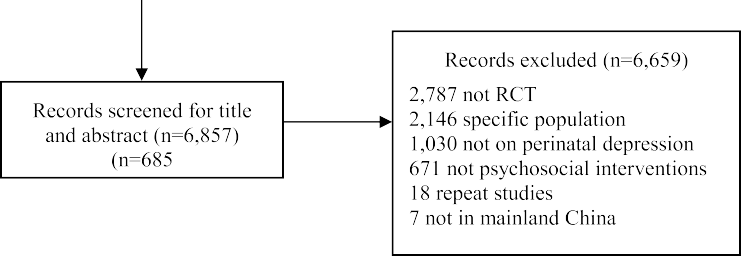 Records screened for title
and abstract (n=6,857)
(n=685
Records excluded (n=6,659)
2,787 not RCT
2,146 specific population
1,030 not on perinatal depression
671 not psychosocial interventions
18 repeat studies
7 not in mainland China